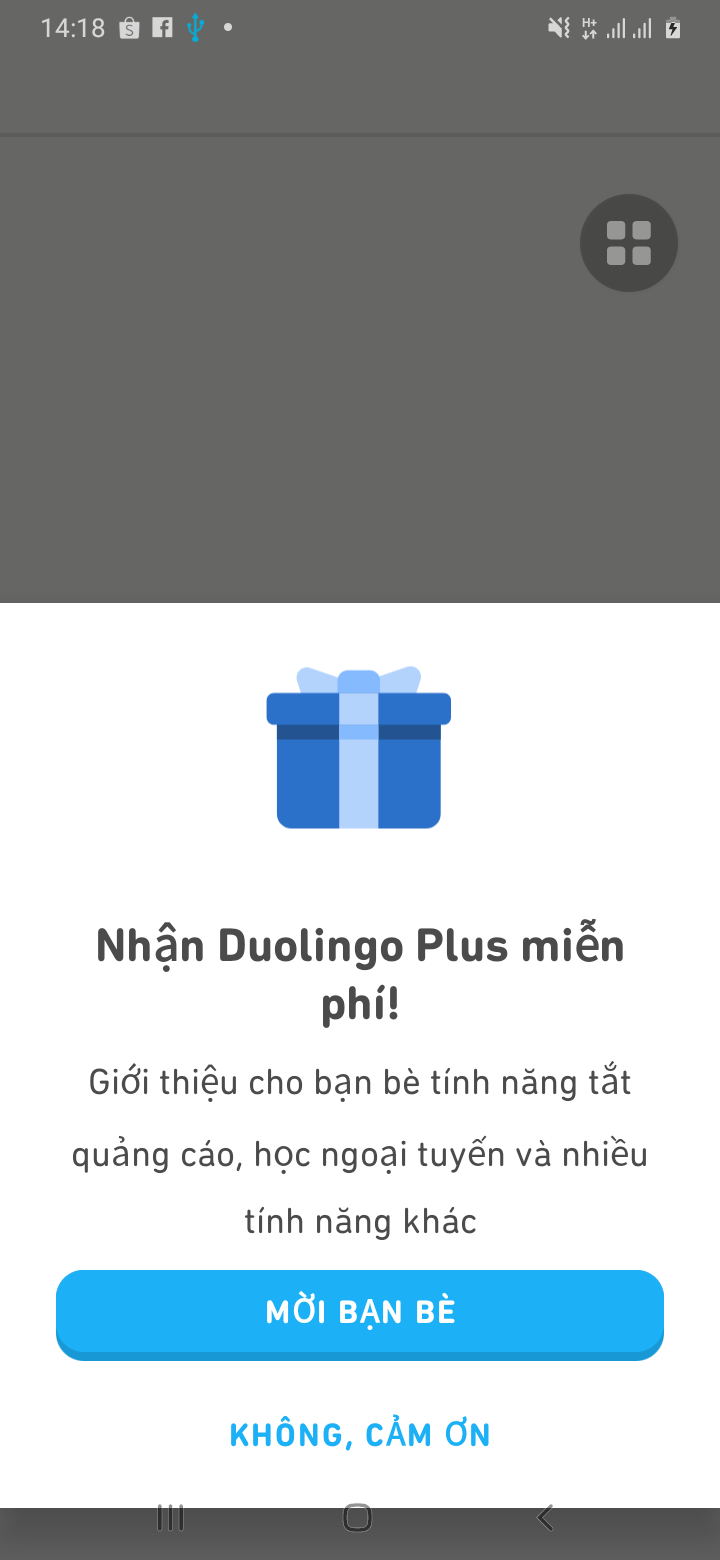 14:18
Nhận Duolingo Plus miễn
phí!
Giới thiệu cho bạn bè tính năng tắt
quảng cáo, học ngoại tuyến và nhiều
tính năng khác
MỜI BẠN BÈ
KHÔNG, CẢM ƠN